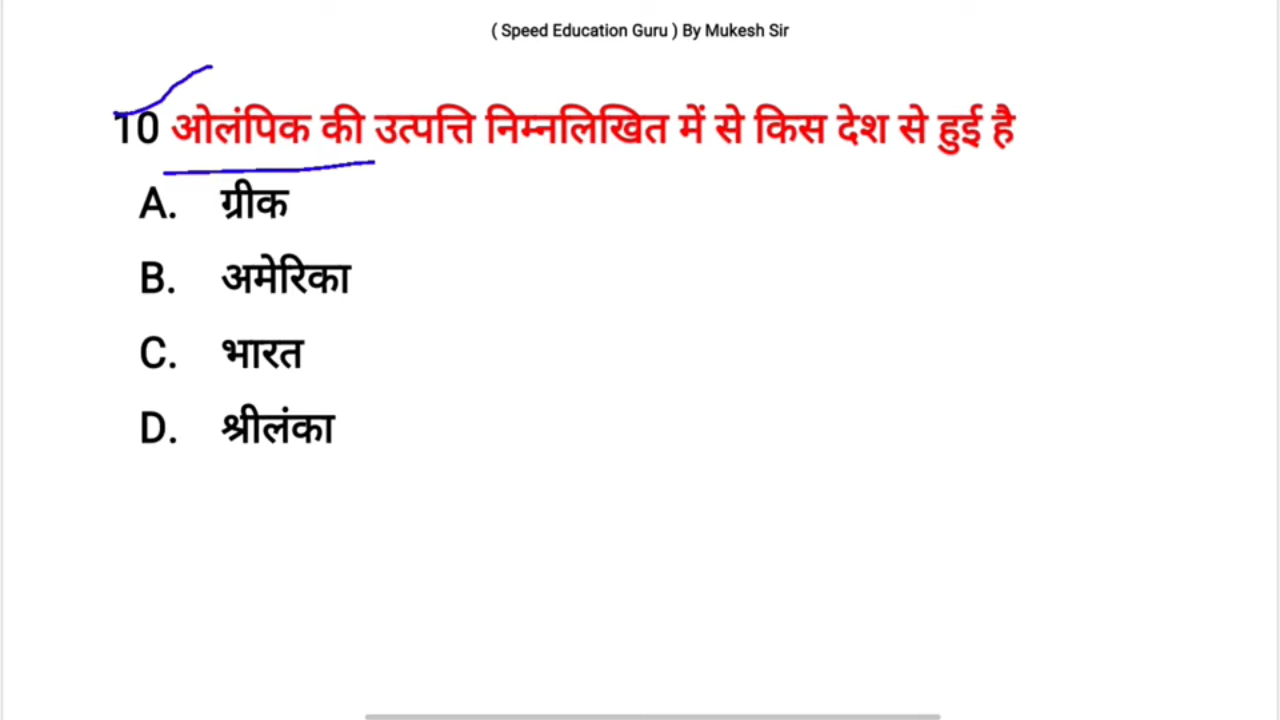 ( Speed Education Guru ) By Mukesh Sir
10 ओलंपिक की उत्पत्ति निम्नलिखित में से किस देश से हुई है
A. ग्रीक
B. अमेरिका
C. भारत
D. श्रीलंका